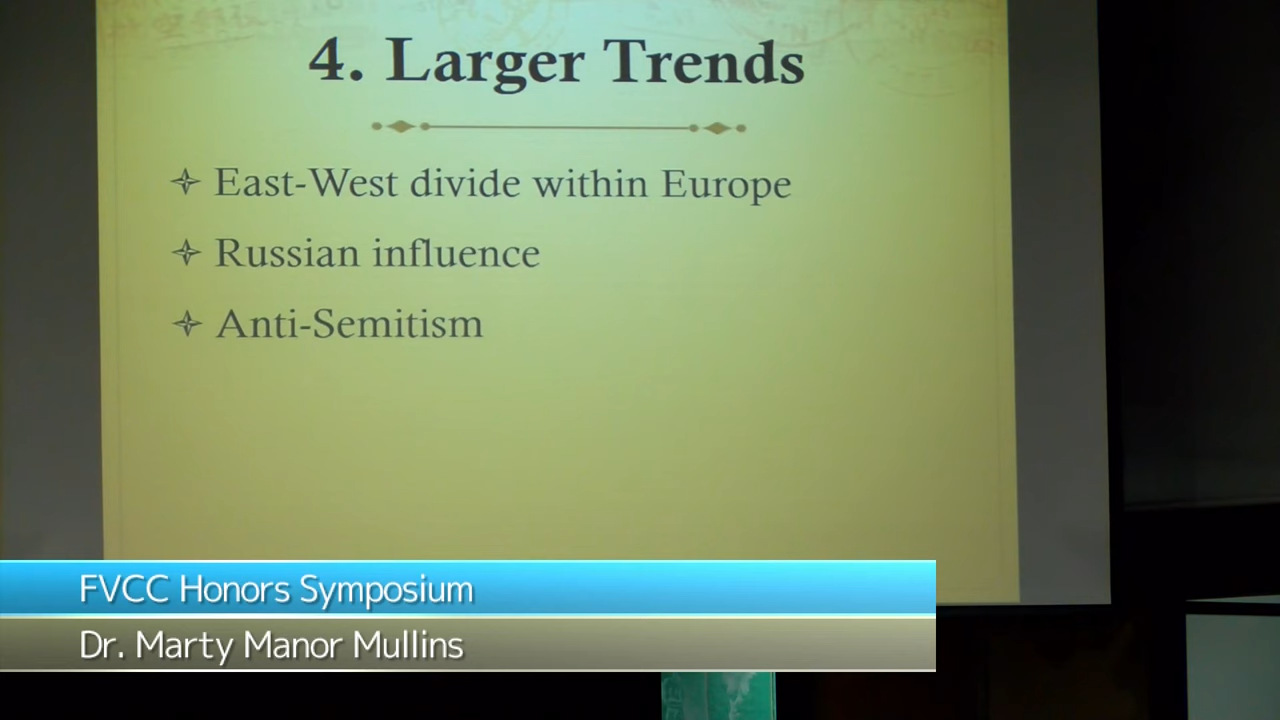 4. Larger Trends
East-West divide within Europe
Russian influence
Anti-Semitism
FVCC Honors Symposium
Dr. Marty Manor Mullins